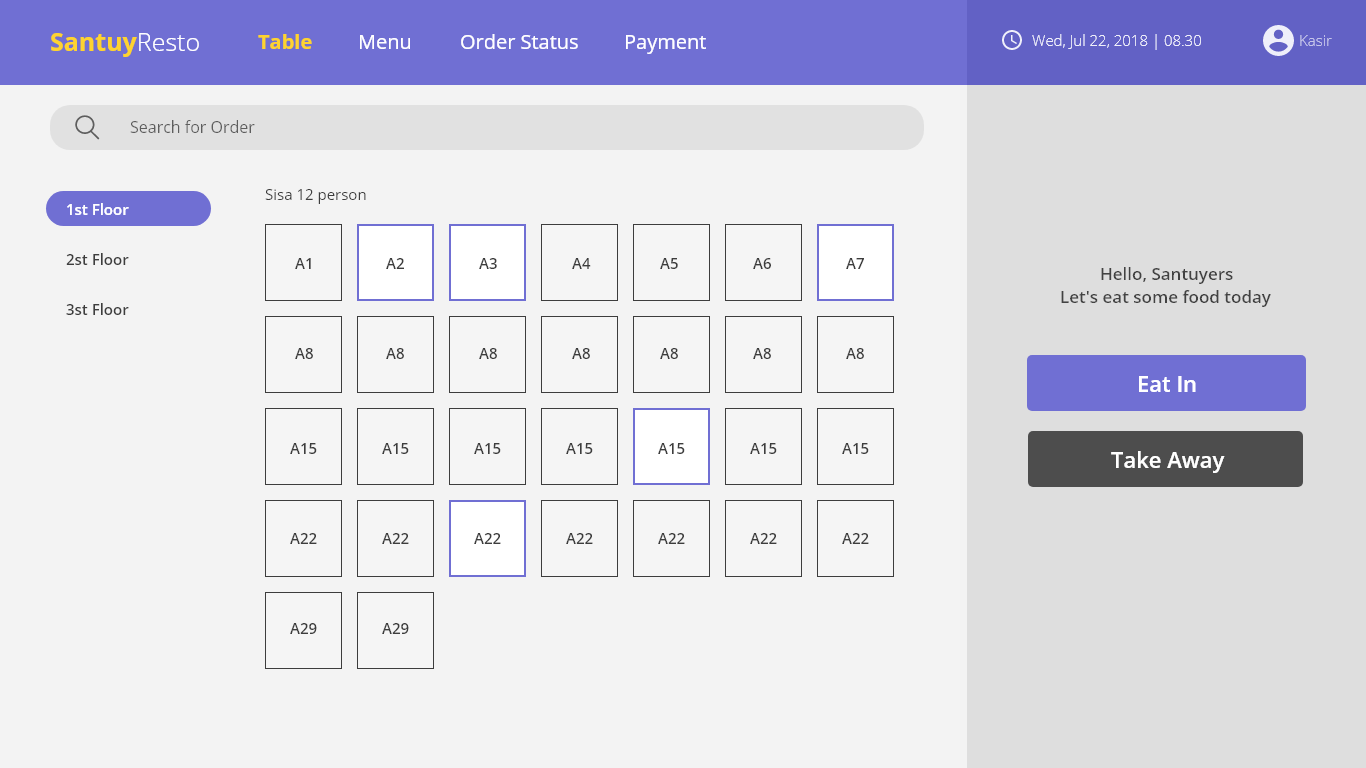 SantuyResto Table Menu Order Status Payment Wed, Jul 22, 2018 | 08.30 Kasir
Search for Order
Sisa 12 person
1st Floor
2st Floor
3st Floor
A1 A2 A3 A4 A5 A6 A7
A8 A8 A8 A8 A8 A8 A8
A15 A15 A15 A15 A15 A15 A15
A22 A22 A22 A22 A22 A22 A22
A29 A29
Hello, Santuyers
Let's eat some food today
Eat In
Take Away